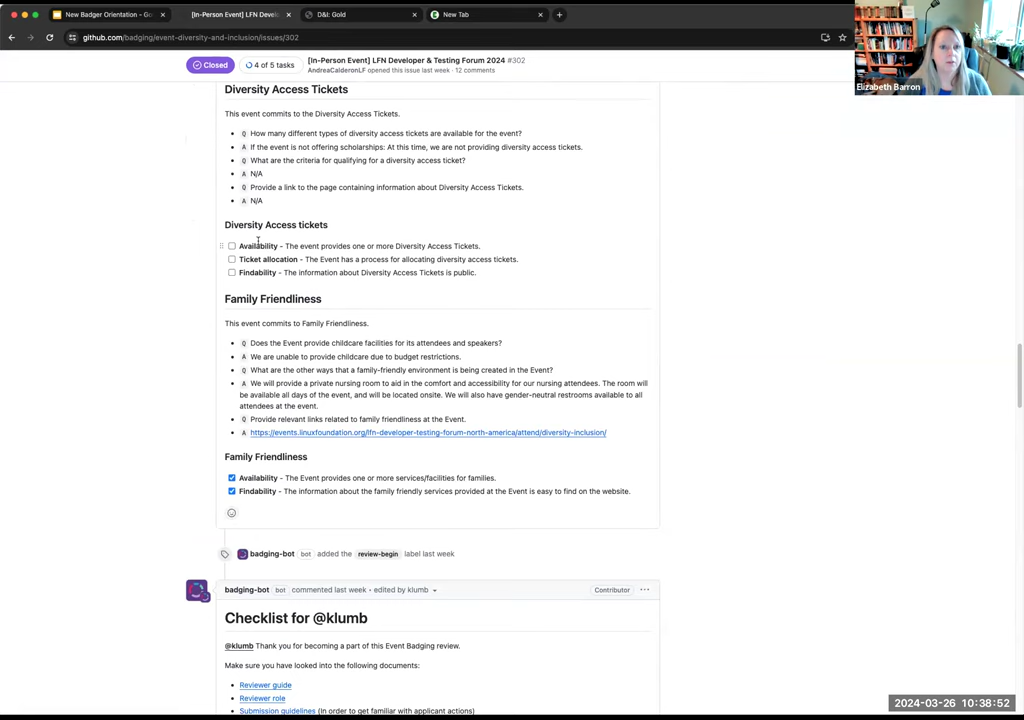 New Badger Orientation - Go
[In-Person Event] LFN Develo
D&I: Gold
New Tab
github.com/badging/event-diversity-and-inclusion/issues/302
Elizabeth Barron
Closed
4 of 5 tasks
[In-Person Event] LFN Developer & Testing Forum 2024 #302
AndreaCalderonLF opened this issue last week · 12 comments
Diversity Access Tickets
This event commits to the Diversity Access Tickets.
Q How many different types of diversity access tickets are available for the event?
A If the event is not offering scholarships: At this time, we are not providing diversity access tickets.
Q What are the criteria for qualifying for a diversity access ticket?
A N/A
Q Provide a link to the page containing information about Diversity Access Tickets.
A N/A
Diversity Access tickets
Availability - The event provides one or more Diversity Access Tickets.
Ticket allocation - The Event has a process for allocating diversity access tickets.
Findability - The information about Diversity Access Tickets is public.
Family Friendliness
This event commits to Family Friendliness.
Q Does the Event provide childcare facilities for its attendees and speakers?
A We are unable to provide childcare due to budget restrictions.
Q What are the other ways that a family-friendly environment is being created in the Event?
A We will provide a private nursing room to aid in the comfort and accessibility for our nursing attendees. The room will
be available all days of the event, and will be located onsite. We will also have gender-neutral restrooms available to all
attendees at the event.
Q Provide relevant links related to family friendliness at the Event.
A https://events.linuxfoundation.org/lfn-developer-testing-forum-north-america/attend/diversity-inclusion/
Family Friendliness
Availability - The Event provides one or more services/facilities for families.
Findability - The information about the family friendly services provided at the Event is easy to find on the website.
badging-bot bot added the review-begin label last week
badging-bot bot commented last week • edited by klumb
Contributor
Checklist for @klumb
@klumb Thank you for becoming a part of this Event Badging review.
Make sure you have looked into the following documents:
Reviewer guide
Reviewer role
Submission guidelines (In order to get familiar with applicant actions)
2024-03-26 10:38:52